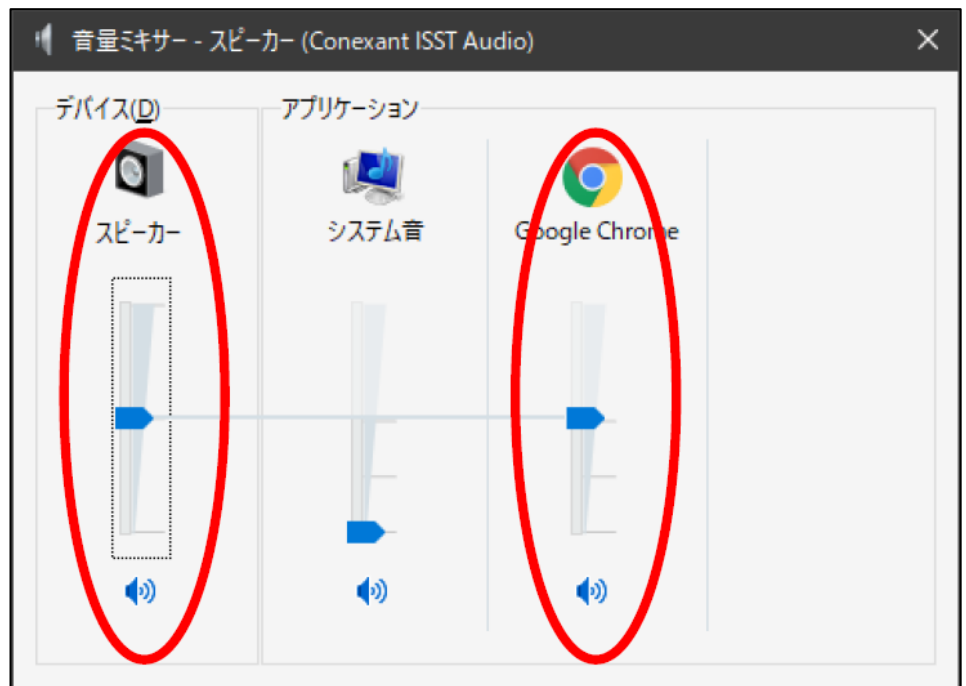 音量ミキサー - スピーカー (Conexant ISST Audio)
デバイス(D)
アプリケーション
スピーカー
システム音
Google Chrome